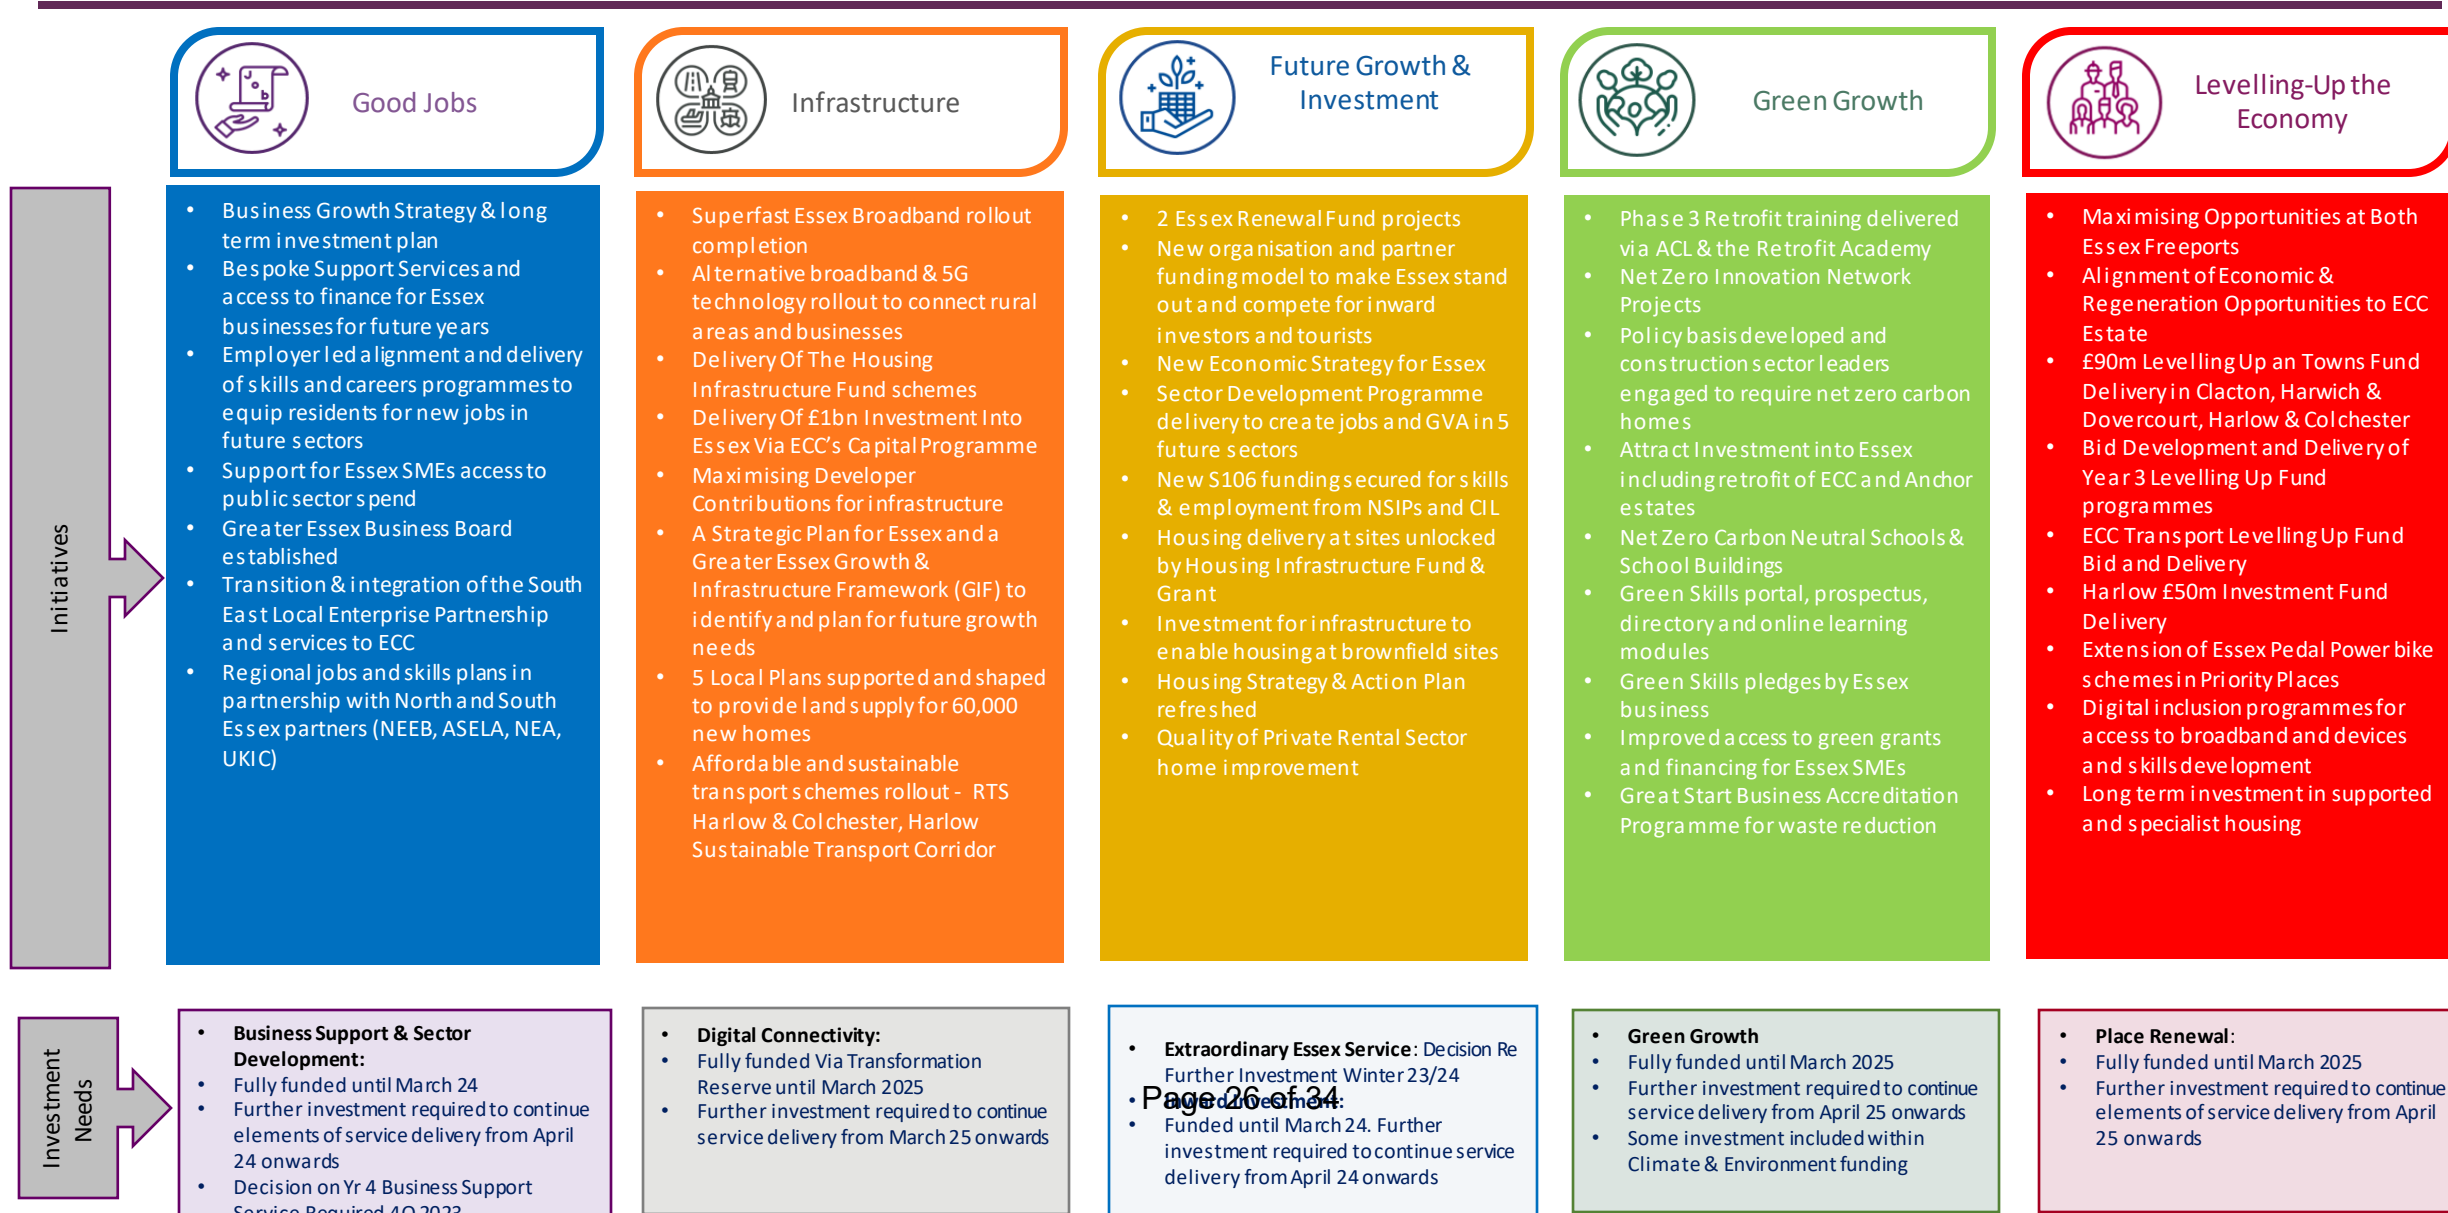 Good Jobs
Infrastructure
Future Growth &
Investment
Green Growth
Levelling-Up the
Economy
Initiatives
• Business Growth Strategy & long
term investment plan
• Bespoke Support Services and
access to finance for Essex
businesses for future years
• Employer led alignment and delivery
of skills and careers programmes to
equip residents for new jobs in
future sectors
• Support for Essex SMEs access to
public sector spend
• Greater Essex Business Board
established
• Transition & integration of the South
East Local Enterprise Partnership
and services to ECC
• Regional jobs and skills plans in
partnership with North and South
Essex partners (NEEB, ASELA, NEA,
UKIC)
• Superfast Essex Broadband rollout
completion
• Alternative broadband & 5G
technology rollout to connect rural
areas and businesses
• Delivery Of The Housing
Infrastructure Fund schemes
• Delivery Of £1bn Investment Into
Essex Via ECC’s Capital Programme
• Maximising Developer
Contributions for infrastructure
• A Strategic Plan for Essex and a
Greater Essex Growth &
Infrastructure Framework (GIF) to
identify and plan for future growth
needs
• 5 Local Plans supported and shaped
to provide land supply for 60,000
new homes
• Affordable and sustainable
transport schemes rollout - RTS
Harlow & Colchester, Harlow
Sustainable Transport Corridor
• 2 Essex Renewal Fund projects
• New organisation and partner
funding model to make Essex stand
out and compete for inward
investors and tourists
• New Economic Strategy for Essex
• Sector Development Programme
delivery to create jobs and GVA in 5
future sectors
• New S106 funding secured for skills
& employment from NSIPs and CIL
• Housing delivery at sites unlocked
by Housing Infrastructure Fund &
Grant
• Investment for infrastructure to
enable housing at brownfield sites
• Housing Strategy & Action Plan
refreshed
• Quality of Private Rental Sector
home improvement
• Phase 3 Retrofit training delivered
via ACL & the Retrofit Academy
• Net Zero Innovation Network
Projects
• Policy basis developed and
construction sector leaders
engaged to require net zero carbon
homes
• Attract Investment into Essex
including retrofit of ECC and Anchor
estates
• Net Zero Carbon Neutral Schools &
School Buildings
• Green Skills portal, prospectus,
directory and online learning
modules
• Green Skills pledges by Essex
business
• Improved access to green grants
and financing for Essex SMEs
• Great Start Business Accreditation
Programme for waste reduction
• Maximising Opportunities at Both
Essex Freeports
• Alignment of Economic &
Regeneration Opportunities to ECC
Estate
• £90m Levelling Up an Towns Fund
Delivery in Clacton, Harwich &
Dovercourt, Harlow & Colchester
• Bid Development and Delivery of
Year 3 Levelling Up Fund
programmes
• ECC Transport Levelling Up Fund
Bid and Delivery
• Harlow £50m Investment Fund
Delivery
• Extension of Essex Pedal Power bike
schemes in Priority Places
• Digital inclusion programmes for
access to broadband and devices
and skills development
• Long term investment in supported
and specialist housing
Investment
Needs
• Business Support & Sector
Development:
• Fully funded until March 24
• Further investment required to continue
elements of service delivery from April
24 onwards
• Decision on Yr 4 Business Support
Service Required 4Q 2023
• Digital Connectivity:
• Fully funded Via Transformation
Reserve until March 2025
• Further investment required to continue
service delivery from March 25 onwards
• Extraordinary Essex Service: Decision Re
Further Investment Winter 23/24
• Inward Investment:
Page 26 of 34
• Funded until March 24. Further
investment required to continue service
delivery from April 24 onwards
• Green Growth
• Fully funded until March 2025
• Further investment required to continue
service delivery from April 25 onwards
• Some investment included within
Climate & Environment funding
• Place Renewal:
• Fully funded until March 2025
• Further investment required to continue
elements of service delivery from April
25 onwards